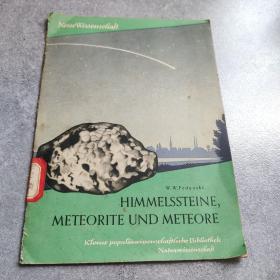 Neue Wissenschaft
W. W. Fedynski
HIMMELSSTEINE,
METEORITE UND METEORE
Kleine populärwissenschaftliche Bibliothek
Naturwissenschaft